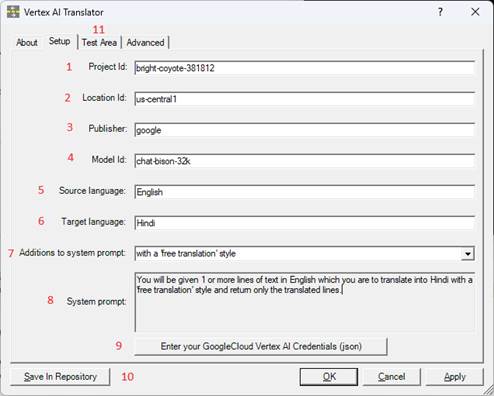 Vertex AI Translator
? X
11
About Setup Test Area Advanced
1 Project Id: bright-coyote-381812
2 Location Id: us-central1
3 Publisher: google
4 Model Id: chat-bison-32k
5 Source language: English
6 Target language: Hindi
7 Additions to system prompt: with a 'free translation' style
You will be given 1 or more lines of text in English which you are to translate into Hindi with a
8 System prompt: 'free translation' style and return only the translated lines.
9 Enter your GoogleCloud Vertex AI Credentials (json)
Save In Repository 10 OK Cancel Apply